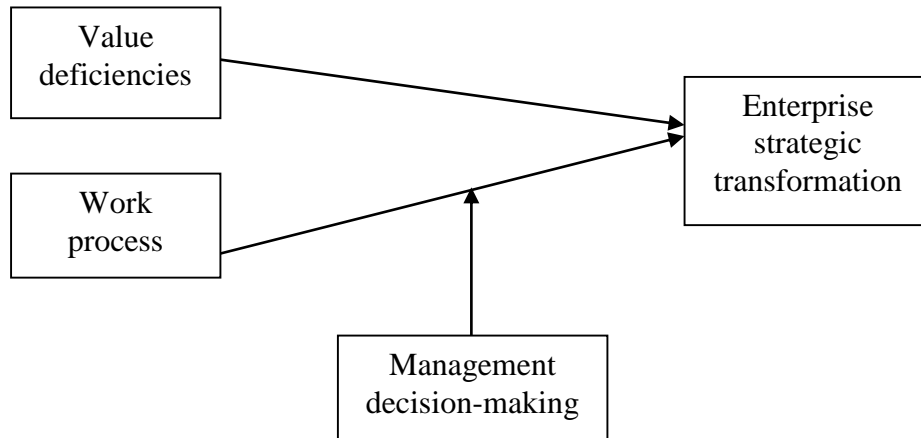 Value
deficiencies
Enterprise
strategic
transformation
Work
process
Management
decision-making